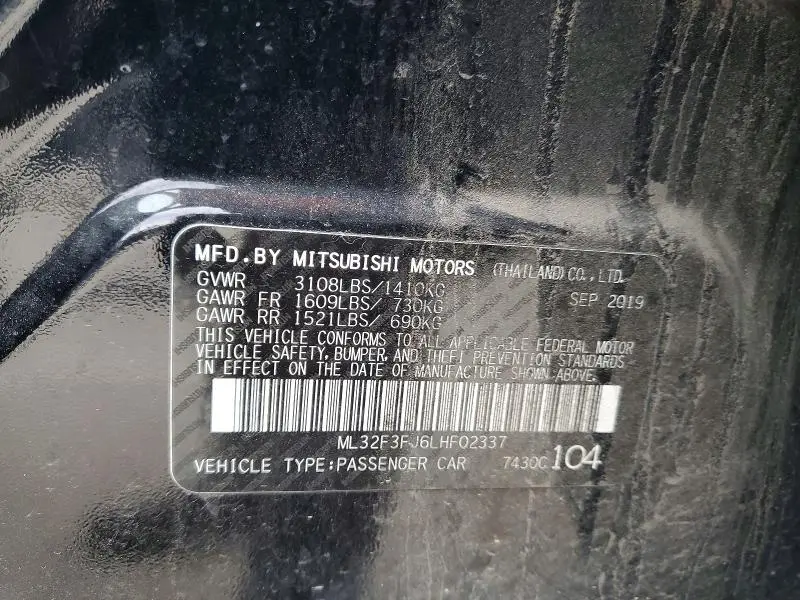 MFD.BY MITSUBISHI MOTORS (THAILAND) CO., LTD.
GVWR 3108LBS/1410KG SEP 2019
GAWR FR 1609LBS/ 730KG
GAWR RR 1521LBS/ 690KG
THIS VEHICLE CONFORMS TO ALL APPLICABLE FEDERAL MOTOR
VEHICLE SAFETY, BUMPER, AND THEFT PREVENTION STANDARDS
IN EFFECT ON THE DATE OF MANUFACTURE SHOWN ABOVE.
ML32F3FJ6LHF02337
VEHICLE TYPE:PASSENGER CAR 7430C 104